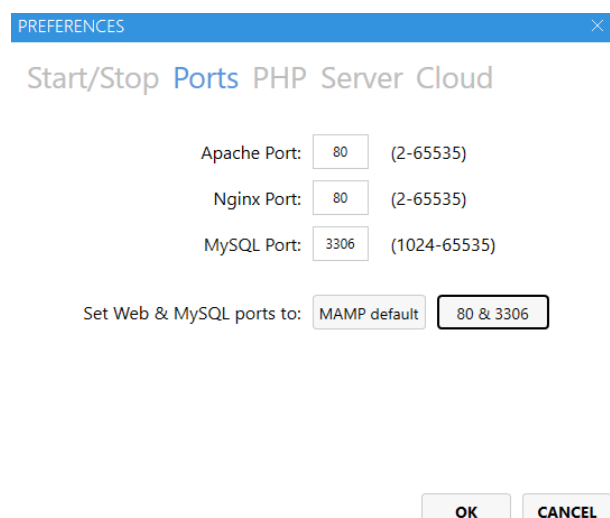 PREFERENCES
Start/Stop Ports PHP Server Cloud
Apache Port: 80 (2-65535)
Nginx Port: 80 (2-65535)
MySQL Port: 3306 (1024-65535)
Set Web & MySQL ports to: MAMP default 80 & 3306
OK CANCEL